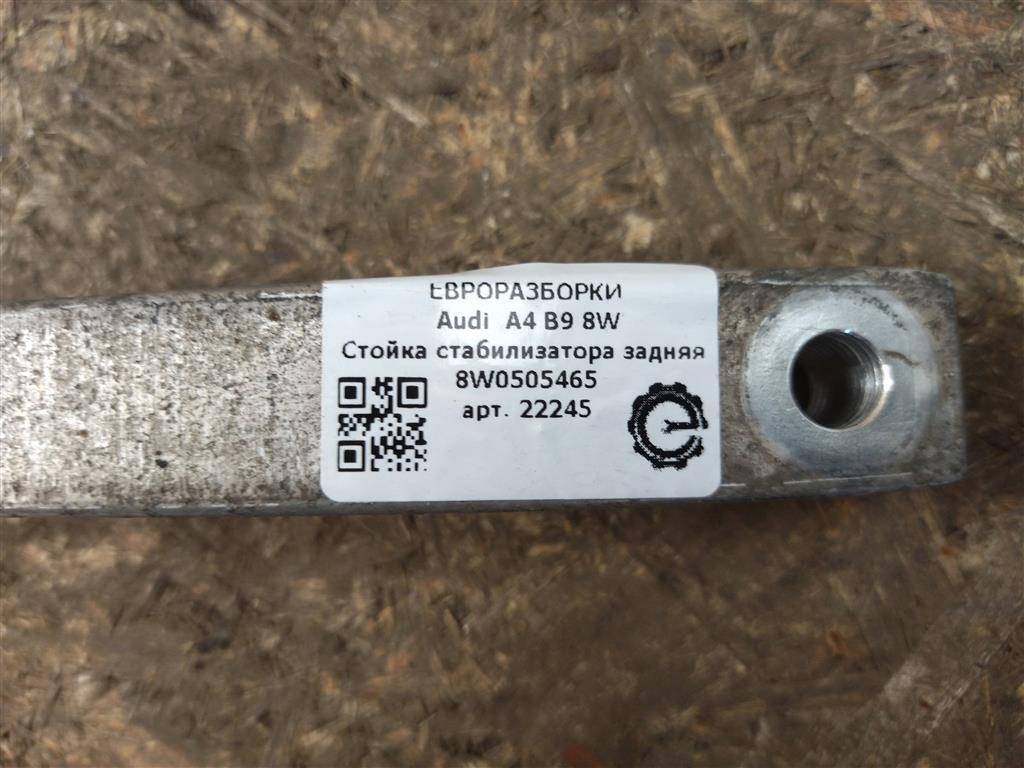 ЕВРОРАЗБОРКИ
Audi A4 B9 8W
Стойка стабилизатора задняя
8W0505465
арт. 22245